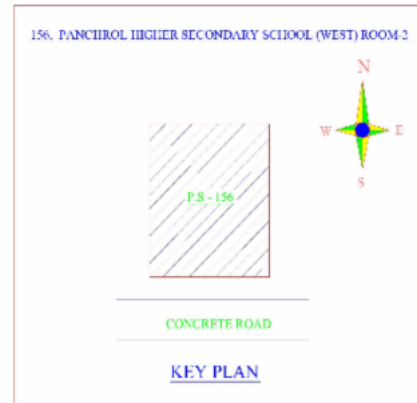 156, PANCHROL HIGHER SECONDARY SCHOOL (WEST) ROOM-2
N
W E
S
P.S - 156
CONCRETE ROAD
KEY PLAN